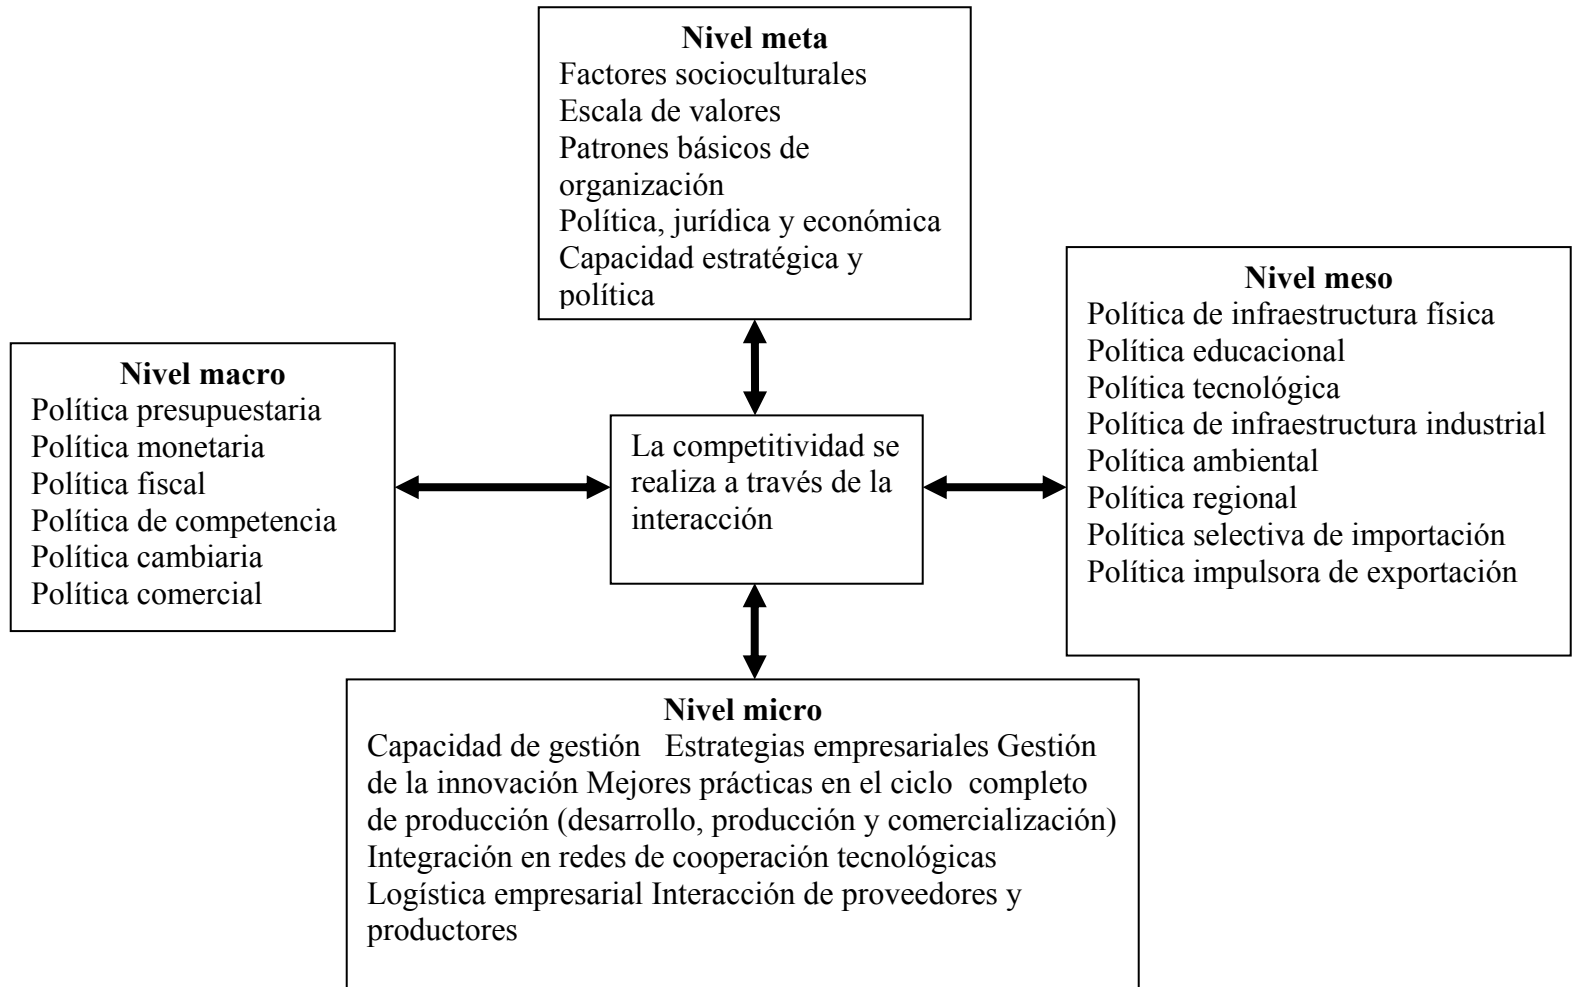 Nivel meta
Factores socioculturales
Escala de valores
Patrones básicos de
organización
Política, jurídica y económica
Capacidad estratégica y
política
Nivel macro
Política presupuestaria
Política monetaria
Política fiscal
Política de competencia
Política cambiaria
Política comercial
La competitividad se
realiza a través de la
interacción
Nivel meso
Política de infraestructura física
Política educacional
Política tecnológica
Política de infraestructura industrial
Política ambiental
Política regional
Política selectiva de importación
Política impulsora de exportación
Nivel micro
Capacidad de gestión   Estrategias empresariales Gestión
de la innovación Mejores prácticas en el ciclo  completo
de producción (desarrollo, producción y comercialización)
Integración en redes de cooperación tecnológicas
Logística empresarial Interacción de proveedores y
productores